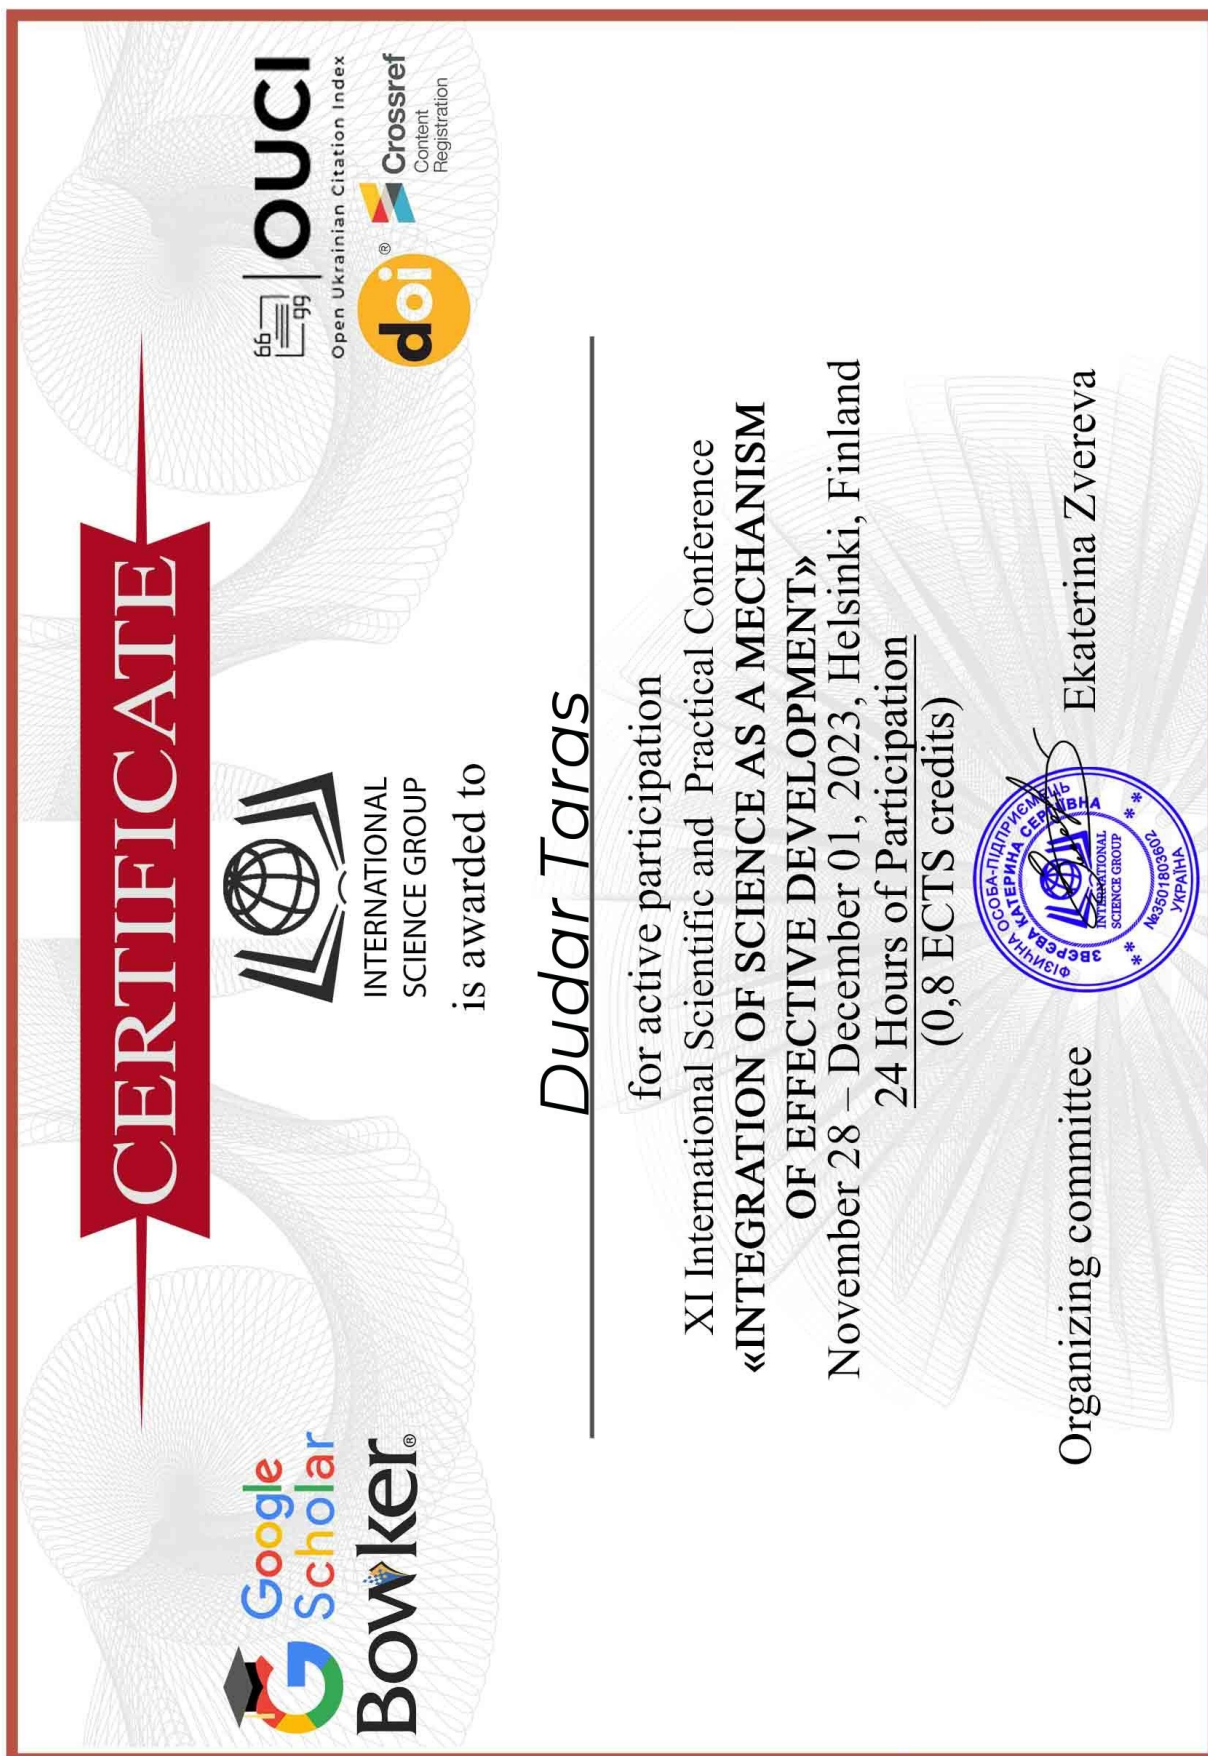 CERTIFICATE
Google
Scholar
Bowker®
INTERNATIONAL
SCIENCE GROUP
OUCI
Open Ukrainian Citation Index
doi®
Crossref
Content
Registration
is awarded to
Dudar Taras
for active participation
XI International Scientific and Practical Conference
«INTEGRATION OF SCIENCE AS A MECHANISM
OF EFFECTIVE DEVELOPMENT»
November 28 – December 01, 2023, Helsinki, Finland
24 Hours of Participation
(0,8 ECTS credits)
Organizing committee
ФІЗИЧНА ОСОБА-ПІДПРИЄМЕЦЬ
ЗВЕРЄВА КАТЕРИНА СЕРГІЇВНА
INTERNATIONAL
SCIENCE GROUP
№3501803602
УКРАЇНА
Ekaterina Zvereva